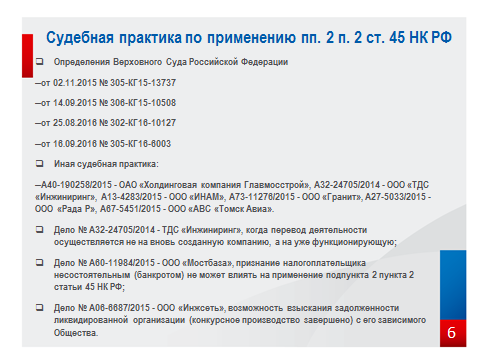 Судебная практика по применению пп. 2 п. 2 ст. 45 НК РФ
❑ Определения Верховного Суда Российской Федерации
—от 02.11.2015 № 305-КГ15-13737
—от 14.09.2015 № 306-КГ15-10508
—от 25.08.2016 № 302-КГ16-10127
—от 16.09.2016 № 305-КГ16-6003
❑ Иная судебная практика:
—А40-190258/2015 - ОАО «Холдинговая компания Главмосстрой», А32-24705/2014 - ООО «ТДС
«Инжиниринг», А13-4283/2015 - ООО «ИНАМ», А73-11276/2015 - ООО «Гранит», А27-5033/2015 -
ООО «Рада Р», А67-5451/2015 - ООО «АВС «Томск Авиа».
❑ Дело № А32-24705/2014 - ТДС «Инжиниринг», когда перевод деятельности
осуществляется не на вновь созданную компанию, а на уже функционирующую;
❑ Дело № А60-11984/2015 - ООО «Мостбаза», признание налогоплательщика
несостоятельным (банкротом) не может влиять на применение подпункта 2 пункта 2
статьи 45 НК РФ;
❑ Дело № А06-6687/2015 - ООО «Инжсеть», возможность взыскания задолженности
ликвидированной организации (конкурсное производство завершено) с его зависимого
Общества.
6